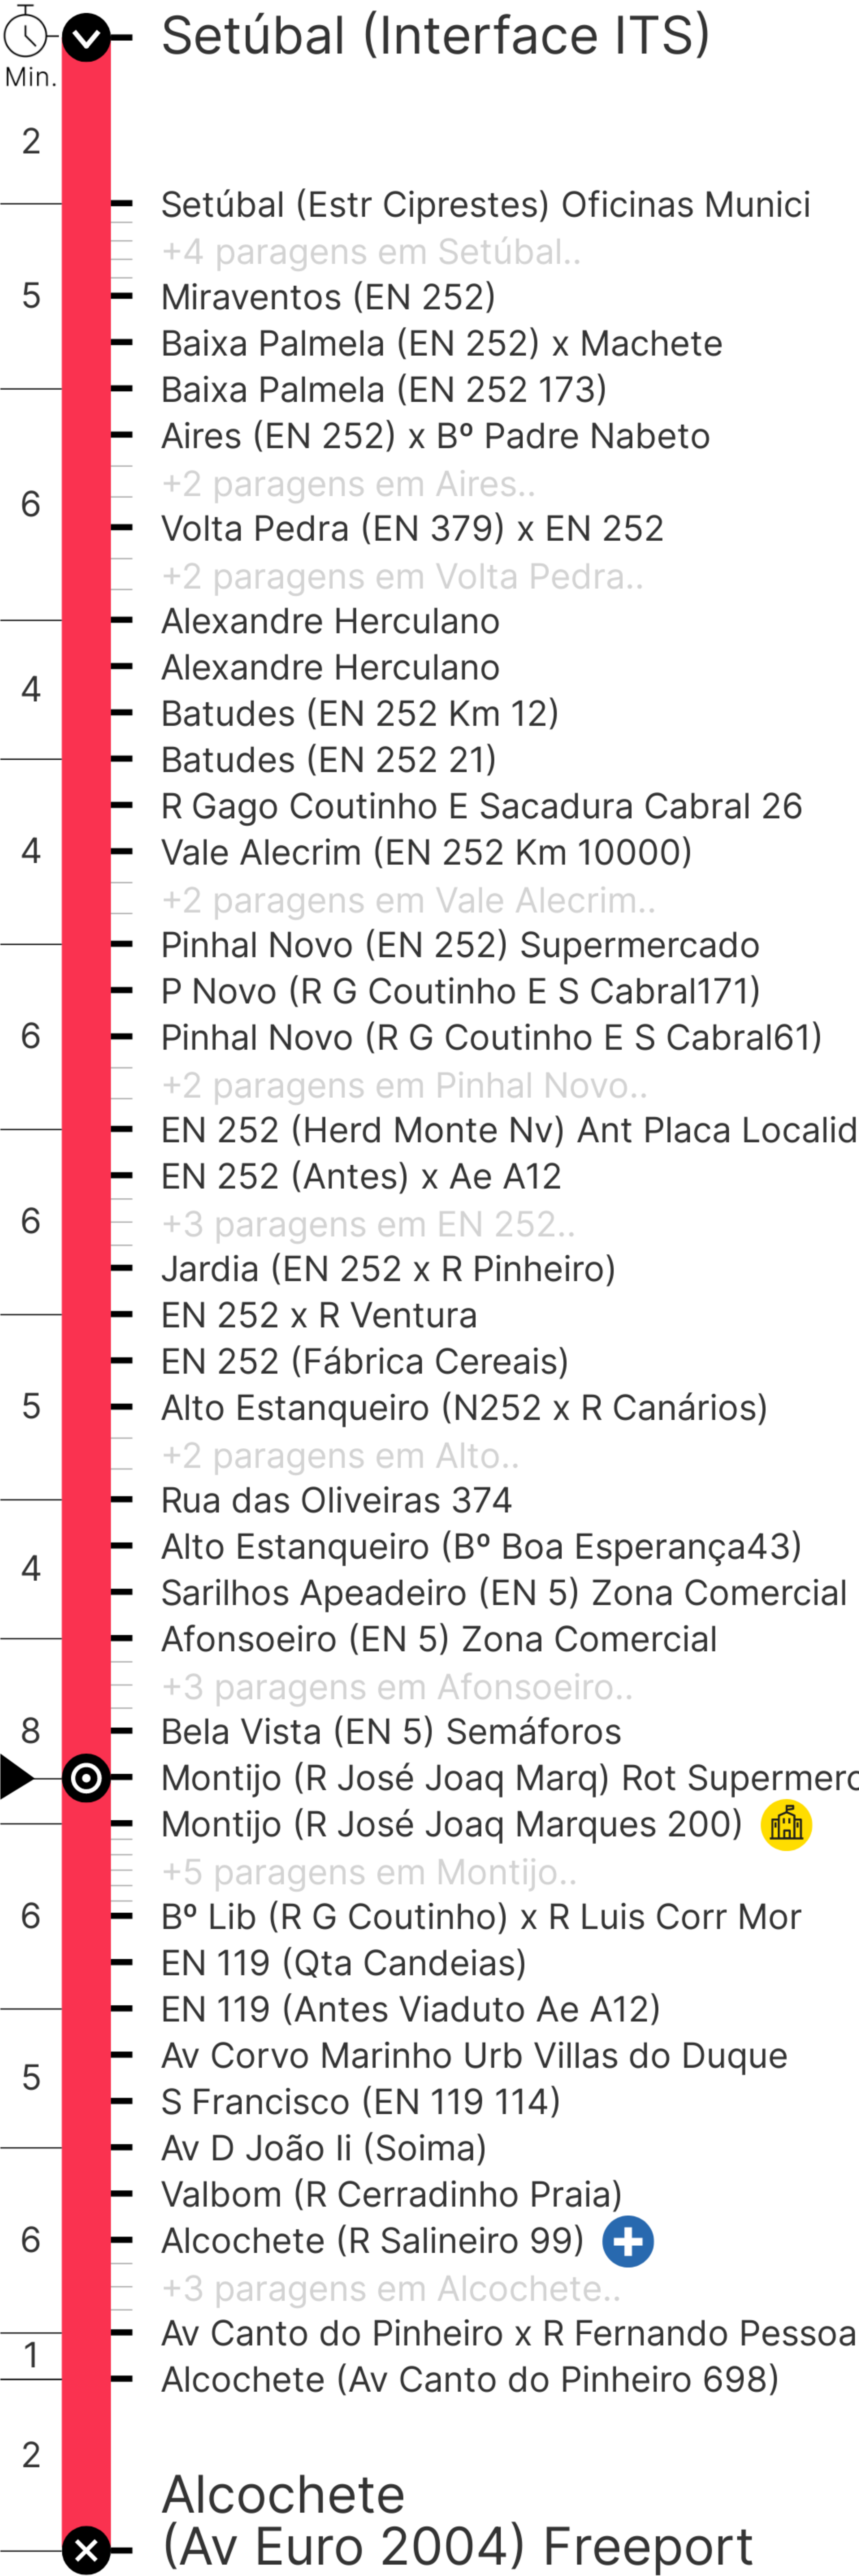 Setúbal (Interface ITS)
Min.
2
Setúbal (Estr Ciprestes) Oficinas Munici
+4 paragens em Setúbal..
5
Miraventos (EN 252)
Baixa Palmela (EN 252) x Machete
Baixa Palmela (EN 252 173)
Aires (EN 252) x Bº Padre Nabeto
+2 paragens em Aires..
6
Volta Pedra (EN 379) x EN 252
+2 paragens em Volta Pedra..
Alexandre Herculano
Alexandre Herculano
4
Batudes (EN 252 Km 12)
Batudes (EN 252 21)
R Gago Coutinho E Sacadura Cabral 26
4
Vale Alecrim (EN 252 Km 10000)
+2 paragens em Vale Alecrim..
Pinhal Novo (EN 252) Supermercado
P Novo (R G Coutinho E S Cabral171)
6
Pinhal Novo (R G Coutinho E S Cabral61)
+2 paragens em Pinhal Novo..
EN 252 (Herd Monte Nv) Ant Placa Localid
EN 252 (Antes) x Ae A12
6
+3 paragens em EN 252..
Jardia (EN 252 x R Pinheiro)
EN 252 x R Ventura
EN 252 (Fábrica Cereais)
5
Alto Estanqueiro (N252 x R Canários)
+2 paragens em Alto..
Rua das Oliveiras 374
Alto Estanqueiro (Bº Boa Esperança43)
4
Sarilhos Apeadeiro (EN 5) Zona Comercial
Afonsoeiro (EN 5) Zona Comercial
+3 paragens em Afonsoeiro..
8
Bela Vista (EN 5) Semáforos
Montijo (R José Joaq Marq) Rot Supermerc
Montijo (R José Joaq Marques 200)
+5 paragens em Montijo..
6
Bº Lib (R G Coutinho) x R Luis Corr Mor
EN 119 (Qta Candeias)
EN 119 (Antes Viaduto Ae A12)
Av Corvo Marinho Urb Villas do Duque
5
S Francisco (EN 119 114)
Av D João Ii (Soima)
Valbom (R Cerradinho Praia)
6
Alcochete (R Salineiro 99)
+3 paragens em Alcochete..
Av Canto do Pinheiro x R Fernando Pessoa
1
Alcochete (Av Canto do Pinheiro 698)
2
Alcochete
(Av Euro 2004) Freeport